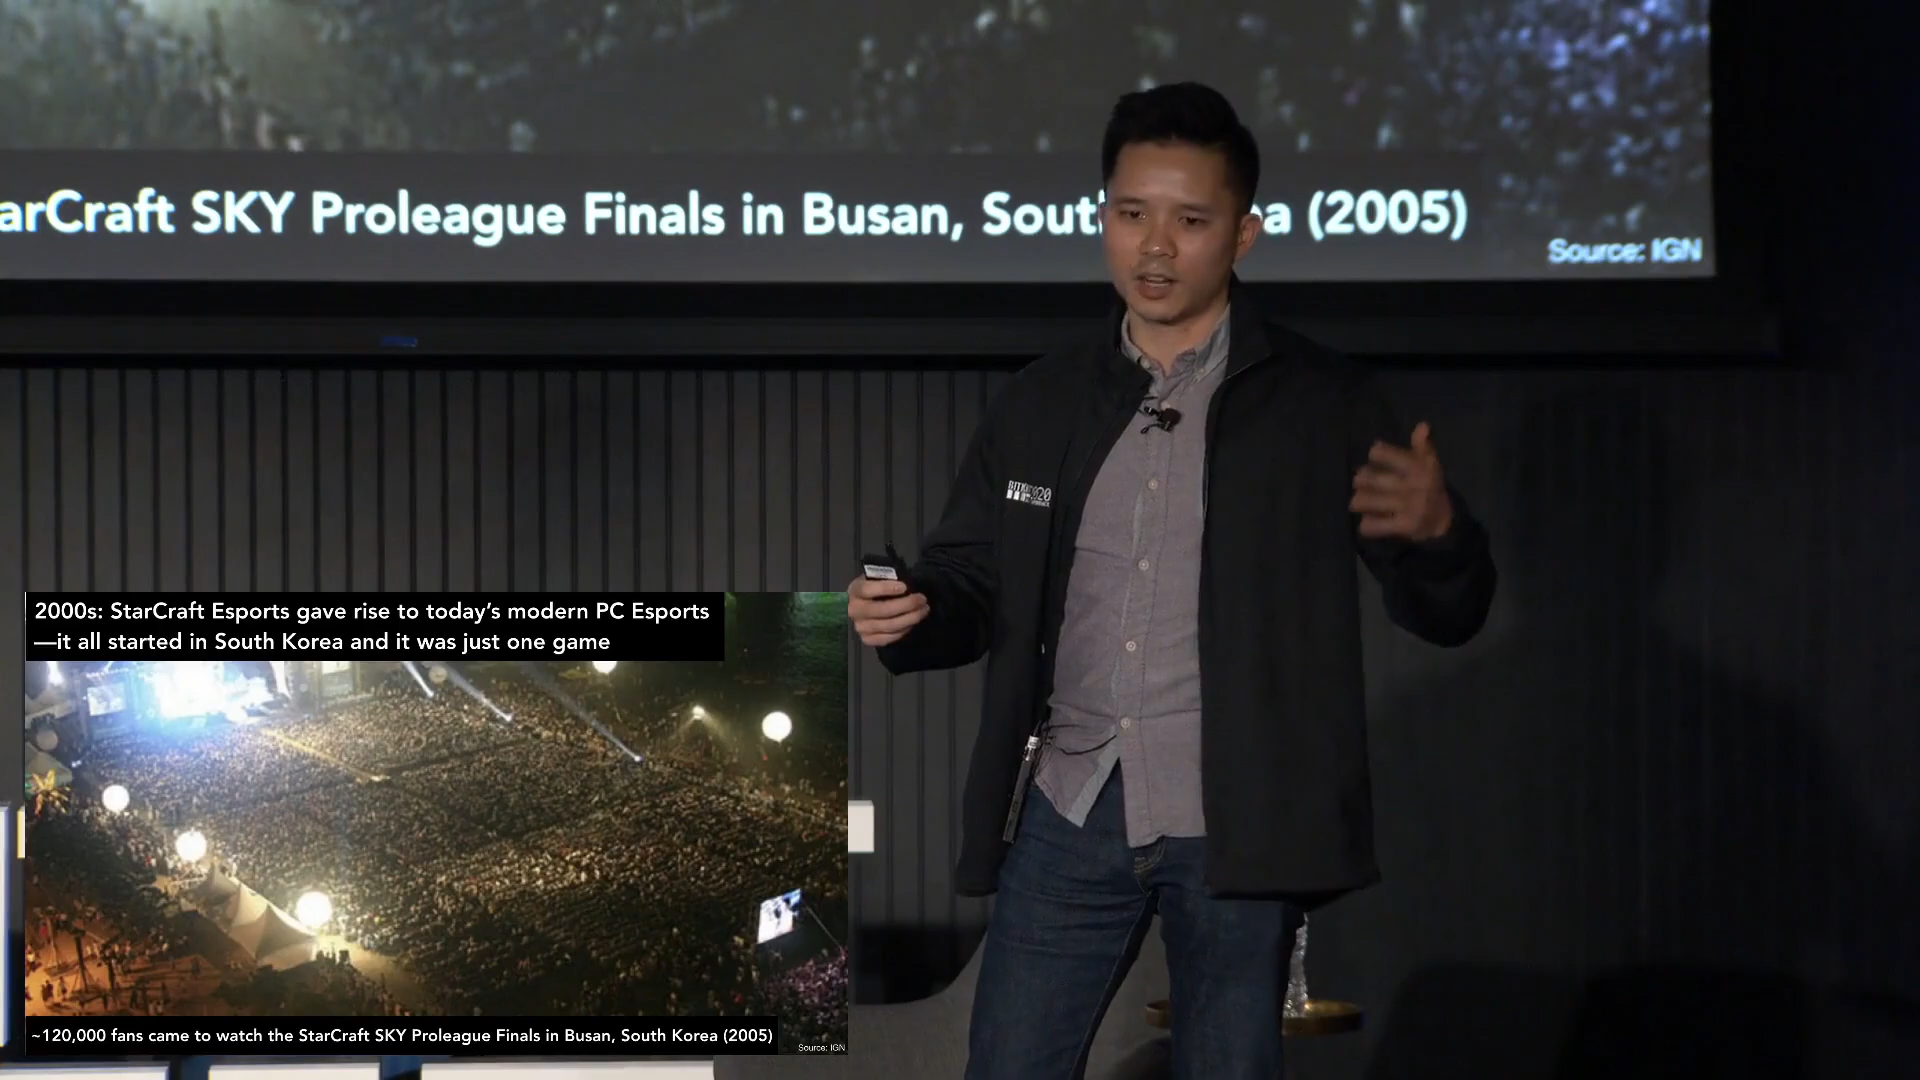 arCraft SKY Proleague Finals in Busan, Sout a (2005)
Source: IGN
2000s: StarCraft Esports gave rise to today's modern PC Esports
—it all started in South Korea and it was just one game
~120,000 fans came to watch the StarCraft SKY Proleague Finals in Busan, South Korea (2005)
Source: IGN